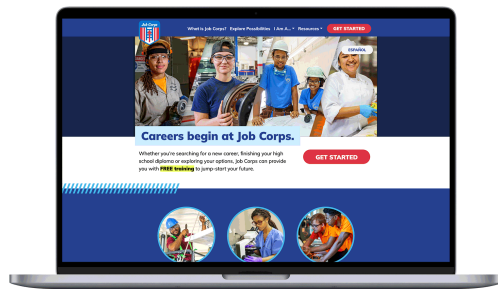 Job Corps
What is Job Corps? Explore Possibilities I Am A... Resources GET STARTED
ESPAÑOL
Careers begin at Job Corps.
Whether you're searching for a new career, finishing your high
school diploma or exploring your options, Job Corps can provide
you with FREE training to jump-start your future.
GET STARTED